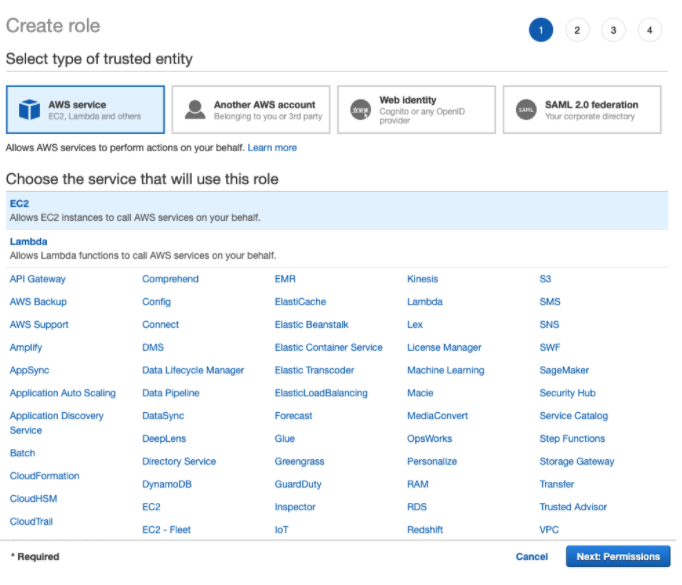 Create role
1 2 3 4
Select type of trusted entity
AWS service
EC2, Lambda and others
Another AWS account
Belonging to you or 3rd party
WWW
Web identity
Cognito or any OpenID
provider
SAML
SAML 2.0 federation
Your corporate directory
Allows AWS services to perform actions on your behalf. Learn more
Choose the service that will use this role
EC2
Allows EC2 instances to call AWS services on your behalf.
Lambda
Allows Lambda functions to call AWS services on your behalf.
API Gateway Comprehend EMR Kinesis S3
AWS Backup Config ElastiCache Lambda SMS
AWS Support Connect Elastic Beanstalk Lex SNS
Amplify DMS Elastic Container Service License Manager SWF
AppSync Data Lifecycle Manager Elastic Transcoder Machine Learning SageMaker
Application Auto Scaling Data Pipeline ElasticLoadBalancing Macie Security Hub
Application Discovery DataSync Forecast MediaConvert Service Catalog
Service
DeepLens Glue OpsWorks Step Functions
Batch
Directory Service Greengrass Personalize Storage Gateway
CloudFormation
DynamoDB GuardDuty RAM Transfer
CloudHSM
EC2 Inspector RDS Trusted Advisor
CloudTrail
EC2 - Fleet IoT Redshift VPC
* Required
Cancel
Next: Permissions